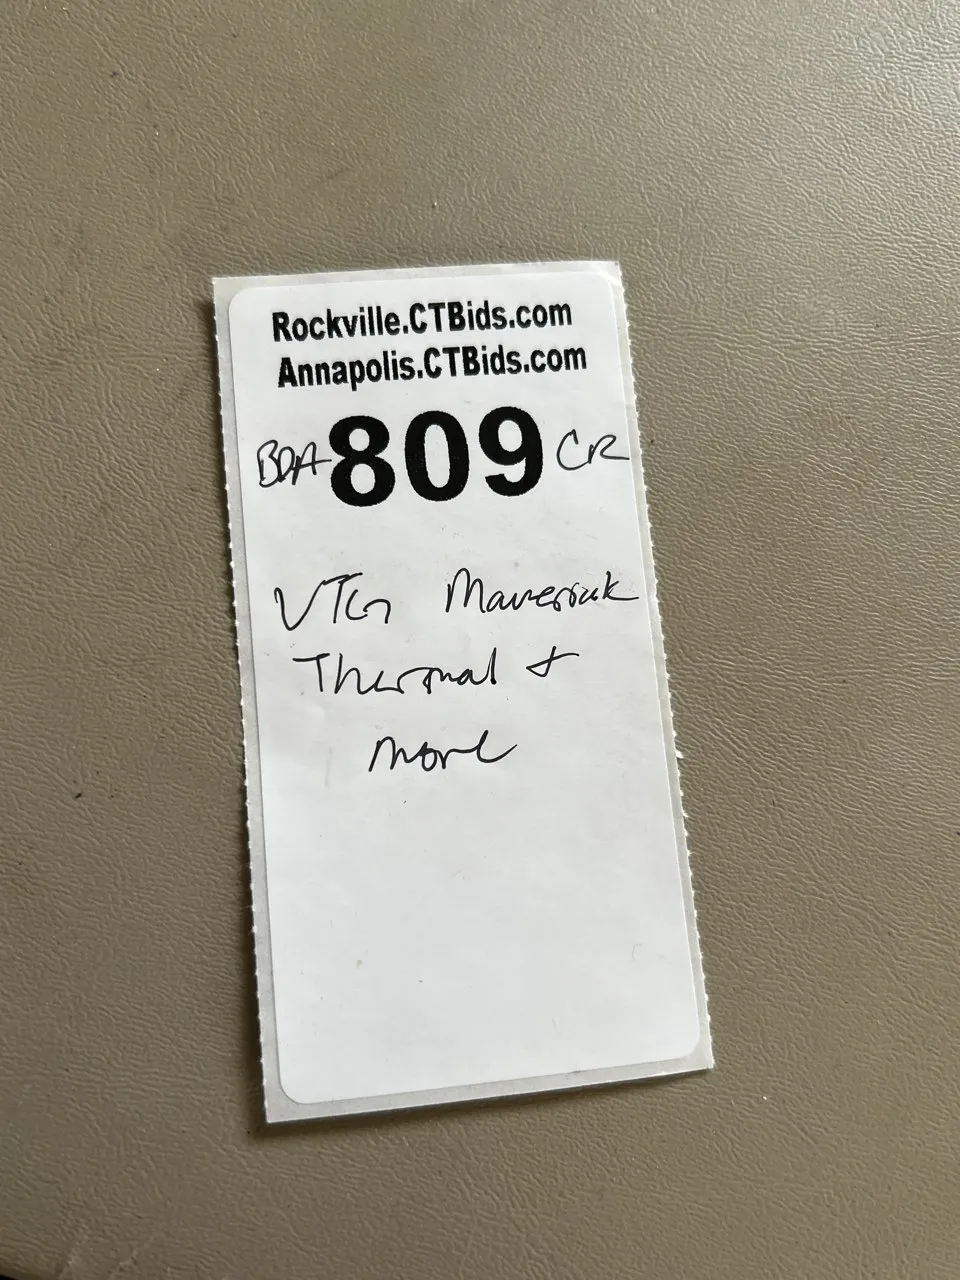 Rockville.CTBids.com
Annapolis.CTBids.com
BDA 809 CR
VTG Maverick
Thermal +
more